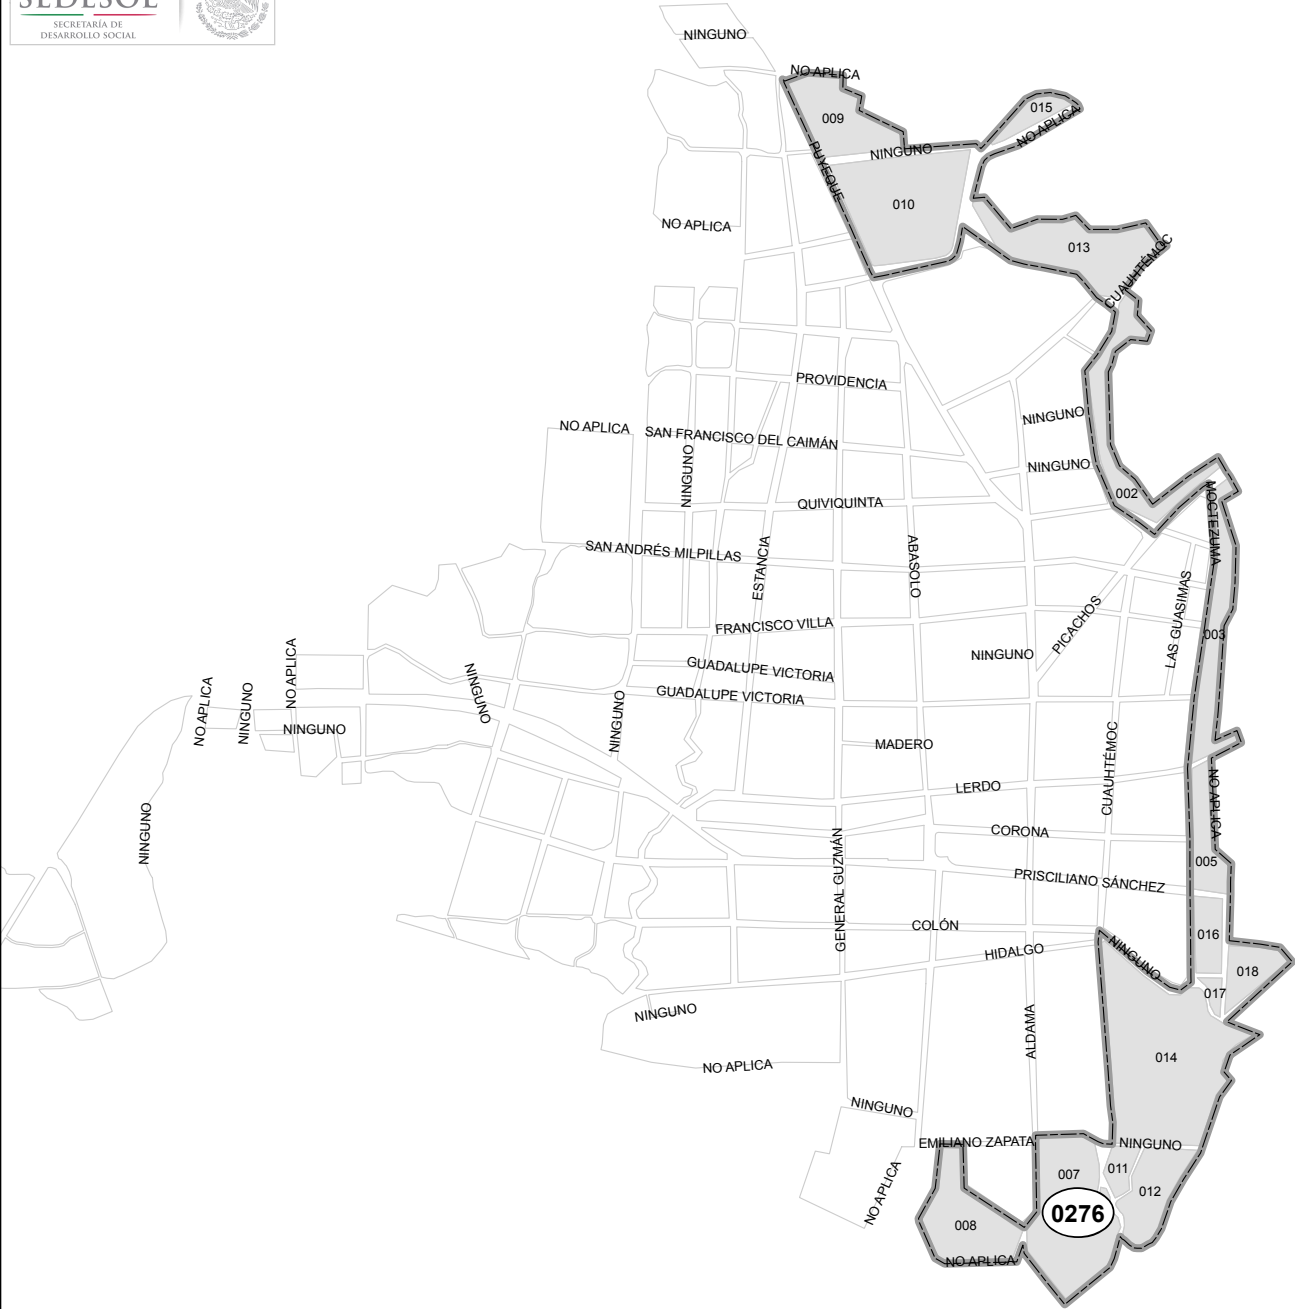 SEDESOL
SECRETARÍA DE
DESARROLLO SOCIAL
NINGUNO
NO APLICA
009
015
NO APLICA
PUYEQUE
NINGUNO
010
NO APLICA
013
CUAUHTÉMOC
PROVIDENCIA
NINGUNO
NO APLICA
SAN FRANCISCO DEL CAIMÁN
NINGUNO
NINGUNO
002
QUIVIQUINTA
MOCTEZUMA
SAN ANDRÉS MILPILLAS
ESTANCIA
ABASOLO
LAS GUASIMAS
PICACHOS
FRANCISCO VILLA
003
NINGUNO
GUADALUPE VICTORIA
GUADALUPE VICTORIA
NO APLICA
NO APLICA
NINGUNO
NINGUNO
NINGUNO
NINGUNO
MADERO
CUAUHTÉMOC
LERDO
NO APLICA
NINGUNO
CORONA
GENERAL GUZMÁN
005
PRISCILIANO SÁNCHEZ
COLÓN
HIDALGO
016
NINGUNO
018
017
NINGUNO
ALDAMA
014
NO APLICA
NINGUNO
EMILIANO ZAPATA
NINGUNO
NO APLICA
007
011
012
0276
008
NO APLICA